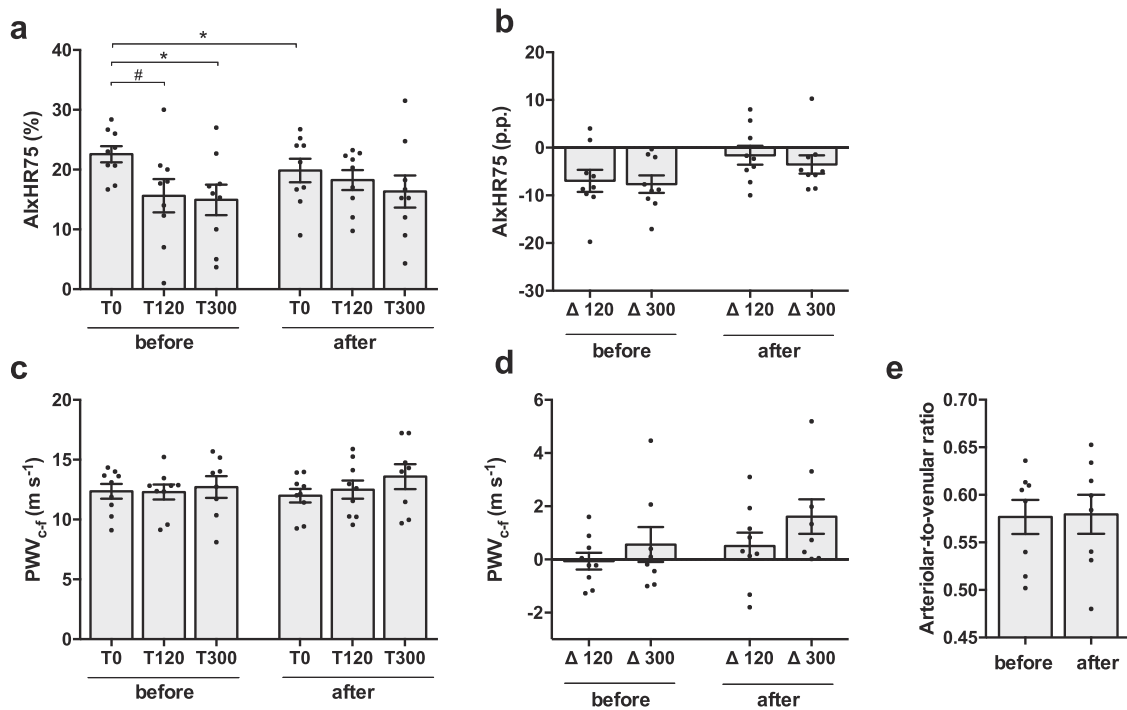 a
AIxHR75 (%)
40
30
20
10
0
*
*
#
T0 T120 T300 T0 T120 T300
before after
b
AIxHR75 (p.p.)
20
10
0
-10
-20
-30
Δ 120 Δ 300 Δ 120 Δ 300
before after
c
PWVc-f (m s-1)
20
15
10
5
0
T0 T120 T300 T0 T120 T300
before after
d
PWVc-f (m s-1)
6
4
2
0
-2
Δ 120 Δ 300 Δ 120 Δ 300
before after
e
Arteriolar-to-venular ratio
0.70
0.65
0.60
0.55
0.50
0.45
before after